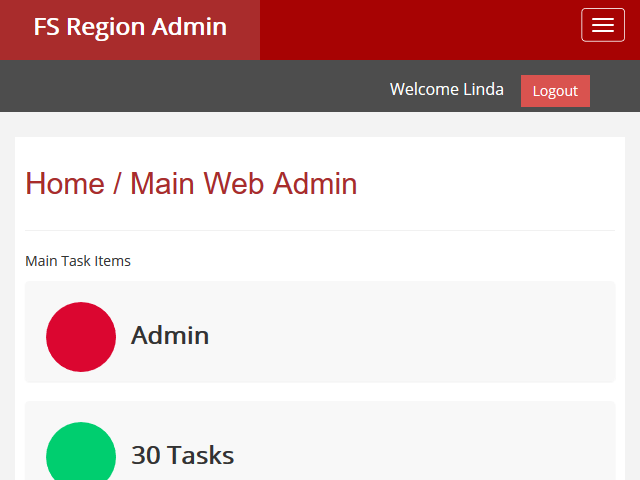 FS Region Admin
Welcome Linda
Logout
Home / Main Web Admin
Main Task Items
Admin
30 Tasks